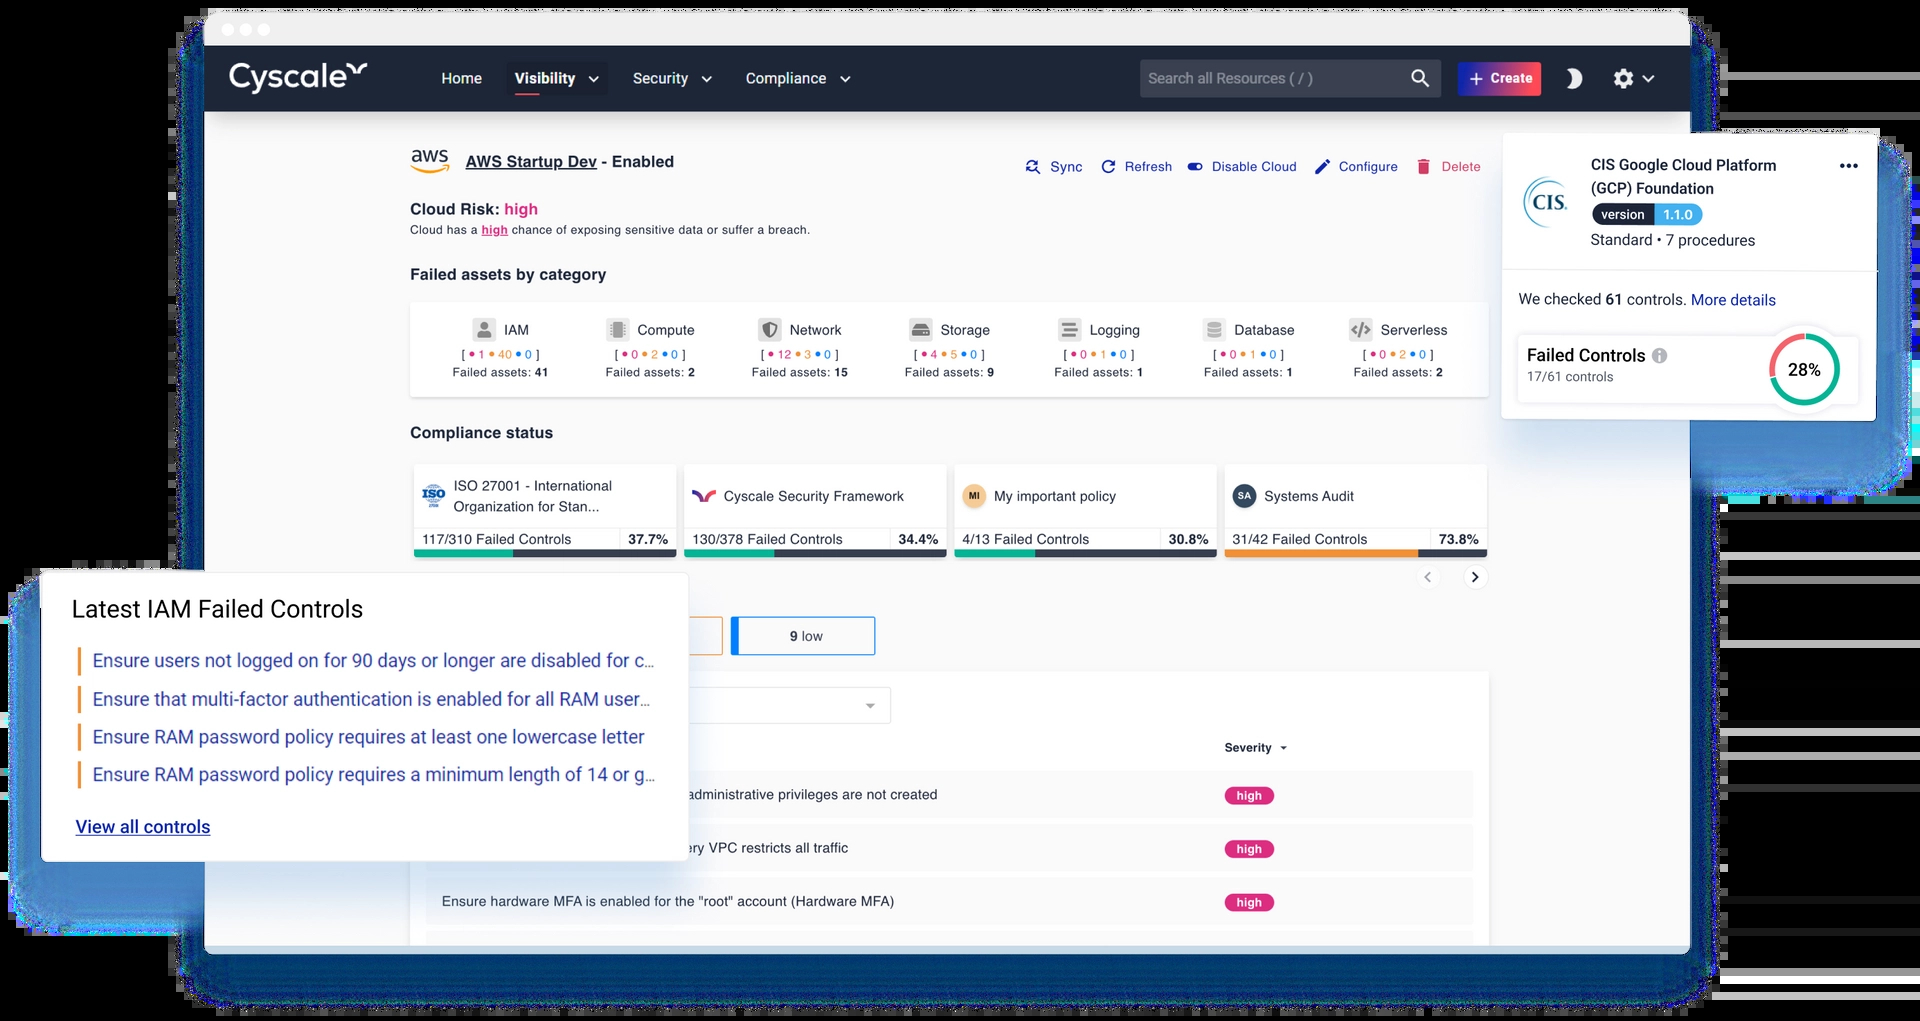 Cyscale
Home Visibility Security Compliance
Search all Resources ( / )
+ Create
aws AWS Startup Dev - Enabled
Sync Refresh Disable Cloud Configure Delete
Cloud Risk: high
Cloud has a high chance of exposing sensitive data or suffer a breach.
Failed assets by category
IAM
[ • 1 • 40 • 0 ]
Failed assets: 41
Compute
[ • 0 • 2 • 0 ]
Failed assets: 2
Network
[ • 12 • 3 • 0 ]
Failed assets: 15
Storage
[ • 4 • 5 • 0 ]
Failed assets: 9
Logging
[ • 0 • 1 • 0 ]
Failed assets: 1
Database
[ • 0 • 1 • 0 ]
Failed assets: 1
Serverless
[ • 0 • 2 • 0 ]
Failed assets: 2
CIS.
CIS Google Cloud Platform
(GCP) Foundation
version 1.1.0
Standard • 7 procedures
We checked 61 controls. More details
Failed Controls
17/61 controls
28%
Compliance status
ISO
ISO 27001 - International
Organization for Stan...
117/310 Failed Controls 37.7%
Cyscale Security Framework
130/378 Failed Controls 34.4%
MI My important policy
4/13 Failed Controls 30.8%
SA Systems Audit
31/42 Failed Controls 73.8%
Latest IAM Failed Controls
Ensure users not logged on for 90 days or longer are disabled for c...
Ensure that multi-factor authentication is enabled for all RAM user...
Ensure RAM password policy requires at least one lowercase letter
Ensure RAM password policy requires a minimum length of 14 or g...
View all controls
9 low
Severity
administrative privileges are not created high
ery VPC restricts all traffic high
Ensure hardware MFA is enabled for the "root" account (Hardware MFA) high